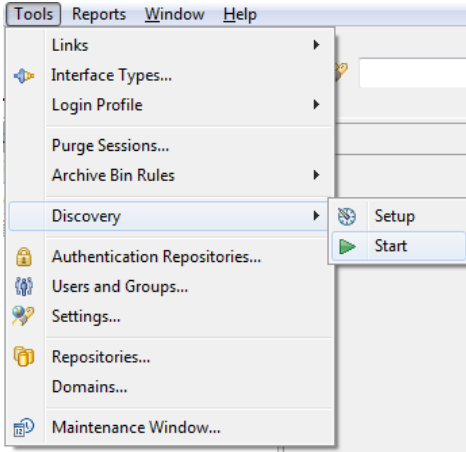 Tools Reports Window Help
Links
Interface Types...
Login Profile
Purge Sessions...
Archive Bin Rules
Discovery
Setup
Start
Authentication Repositories...
Users and Groups...
Settings...
Repositories...
Domains...
Maintenance Window...